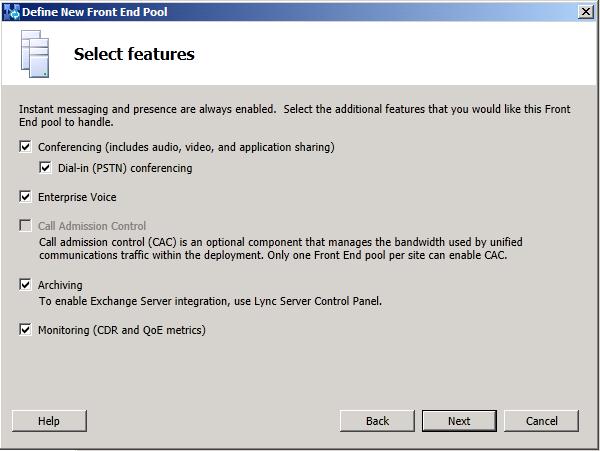 Define New Front End Pool
Select features
Instant messaging and presence are always enabled.  Select the additional features that you would like this Front
End pool to handle.
Conferencing (includes audio, video, and application sharing)
Dial-in (PSTN) conferencing
Enterprise Voice
Call Admission Control
Call admission control (CAC) is an optional component that manages the bandwidth used by unified
communications traffic within the deployment. Only one Front End pool per site can enable CAC.
Archiving
To enable Exchange Server integration, use Lync Server Control Panel.
Monitoring (CDR and QoE metrics)
Help
Back
Next
Cancel